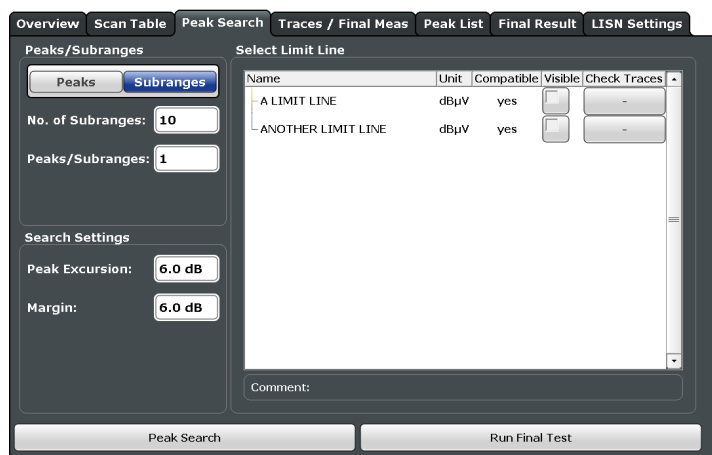 Overview Scan Table Peak Search Traces / Final Meas Peak List Final Result LISN Settings
Peaks/Subranges
Peaks Subranges
No. of Subranges: 10
Peaks/Subranges: 1
Search Settings
Peak Excursion: 6.0 dB
Margin: 6.0 dB
Select Limit Line
Name Unit Compatible Visible Check Traces
A LIMIT LINE dBµV yes -
ANOTHER LIMIT LINE dBµV yes -
Comment:
Peak Search Run Final Test